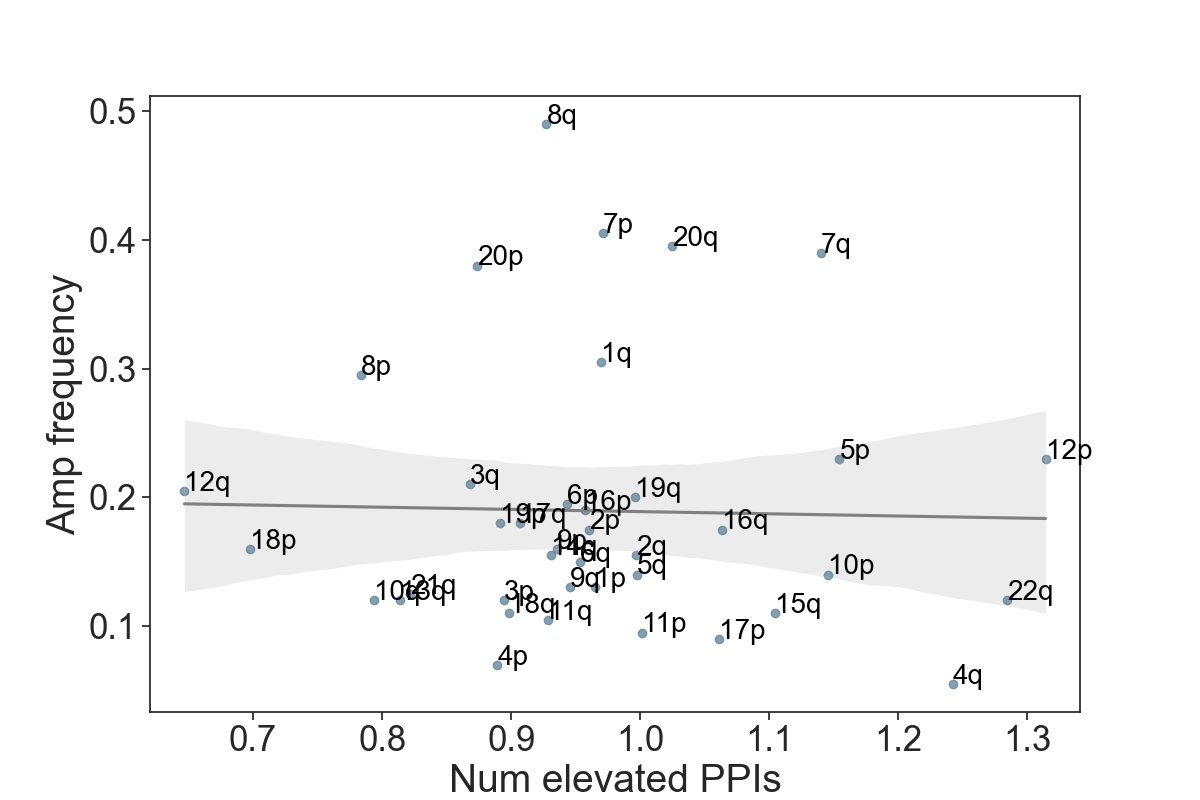 0.5
0.4
0.3
0.2
0.1
Amp frequency
8q
7p
20q
7q
20p
1q
8p
5p
12p
12q
3q
19q
6p
16p
19p
17q
2p
16q
18p
9p
14q
6q
2q
5q
10p
9q
1p
21q
10q
13q
3p
22q
18q
11q
15q
11p
17p
4p
4q
0.7
0.8
0.9
1.0
1.1
1.2
1.3
Num elevated PPIs